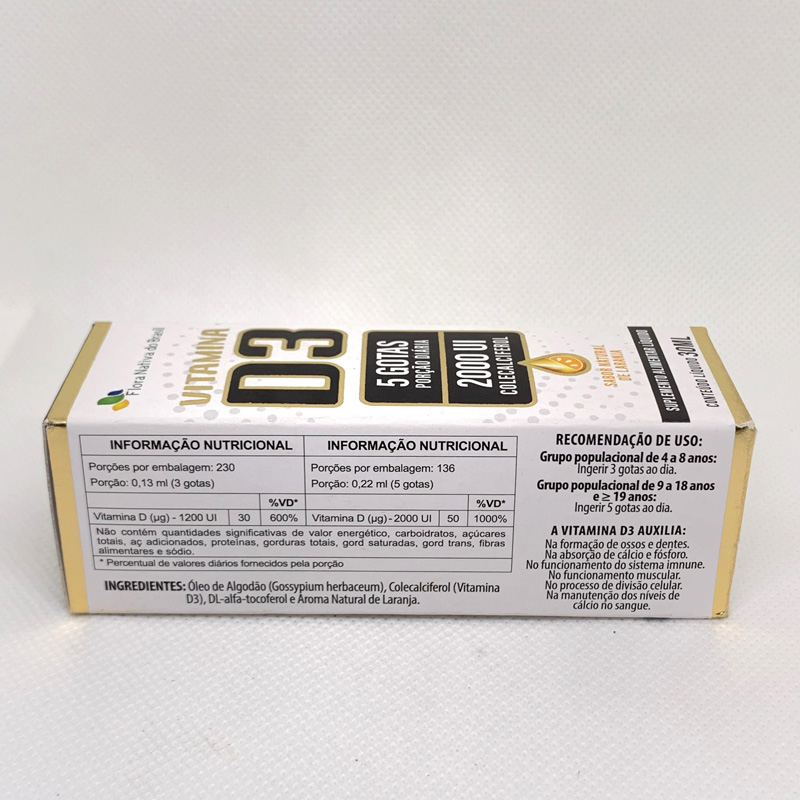 Flora Nativa do Brasil
VITAMINA
D3
5 GOTAS
PORÇÃO DIÁRIA
2000 UI
COLECALCIFEROL
SABOR NATURAL
DE LARANJA
SUPLEMENTO ALIMENTAR LÍQUIDO
CONTEÚDO LÍQUIDO 30ML
INFORMAÇÃO NUTRICIONAL
Porções por embalagem: 230
Porção: 0,13 ml (3 gotas)
%VD*
Vitamina D (µg) - 1200 UI 30 600%
INFORMAÇÃO NUTRICIONAL
Porções por embalagem: 136
Porção: 0,22 ml (5 gotas)
%VD*
Vitamina D (µg) - 2000 UI 50 1000%
Não contém quantidades significativas de valor energético, carboidratos, açúcares
totais, aç adicionados, proteínas, gorduras totais, gord saturadas, gord trans, fibras
alimentares e sódio.
* Percentual de valores diários fornecidos pela porção
INGREDIENTES: Óleo de Algodão (Gossypium herbaceum), Colecalciferol (Vitamina
D3), DL-alfa-tocoferol e Aroma Natural de Laranja.
RECOMENDAÇÃO DE USO:
Grupo populacional de 4 a 8 anos:
Ingerir 3 gotas ao dia.
Grupo populacional de 9 a 18 anos
e ≥ 19 anos:
Ingerir 5 gotas ao dia.
A VITAMINA D3 AUXILIA:
Na formação de ossos e dentes.
Na absorção de cálcio e fósforo.
No funcionamento do sistema imune.
No funcionamento muscular.
No processo de divisão celular.
Na manutenção dos níveis de
cálcio no sangue.